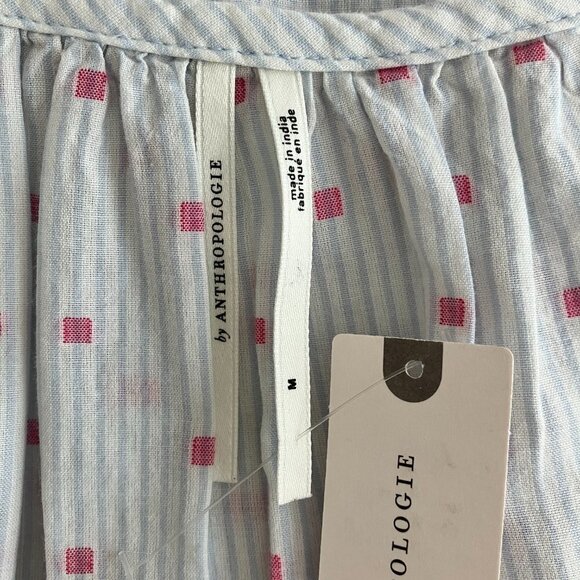 by ANTHROPOLOGIE
made in india
fabriqué en inde
M
OLOGIE